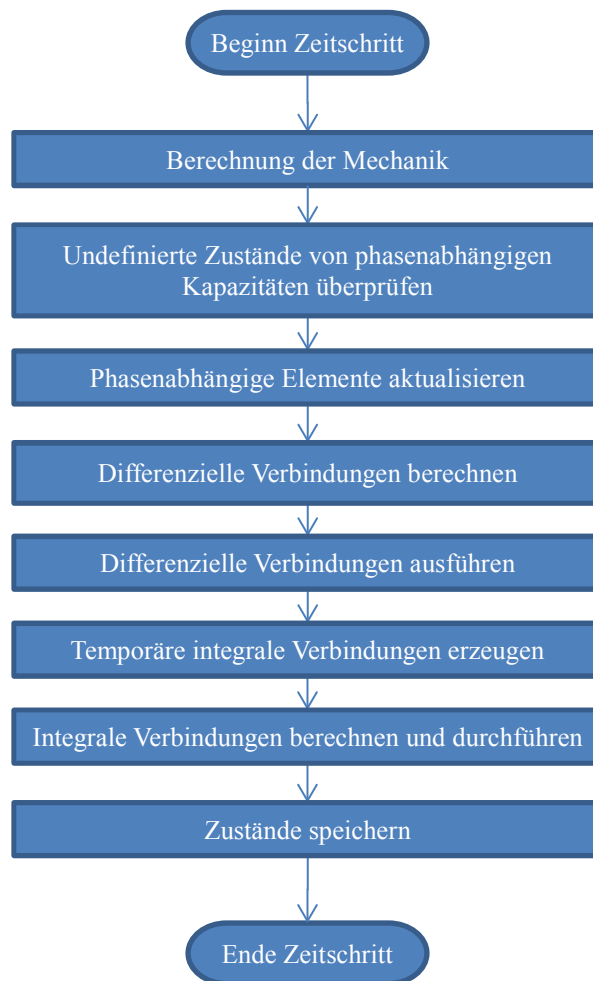 Beginn Zeitschritt
Berechnung der Mechanik
Undefinierte Zustände von phasenabhängigen
Kapazitäten überprüfen
Phasenabhängige Elemente aktualisieren
Differenzielle Verbindungen berechnen
Differenzielle Verbindungen ausführen
Temporäre integrale Verbindungen erzeugen
Integrale Verbindungen berechnen und durchführen
Zustände speichern
Ende Zeitschritt